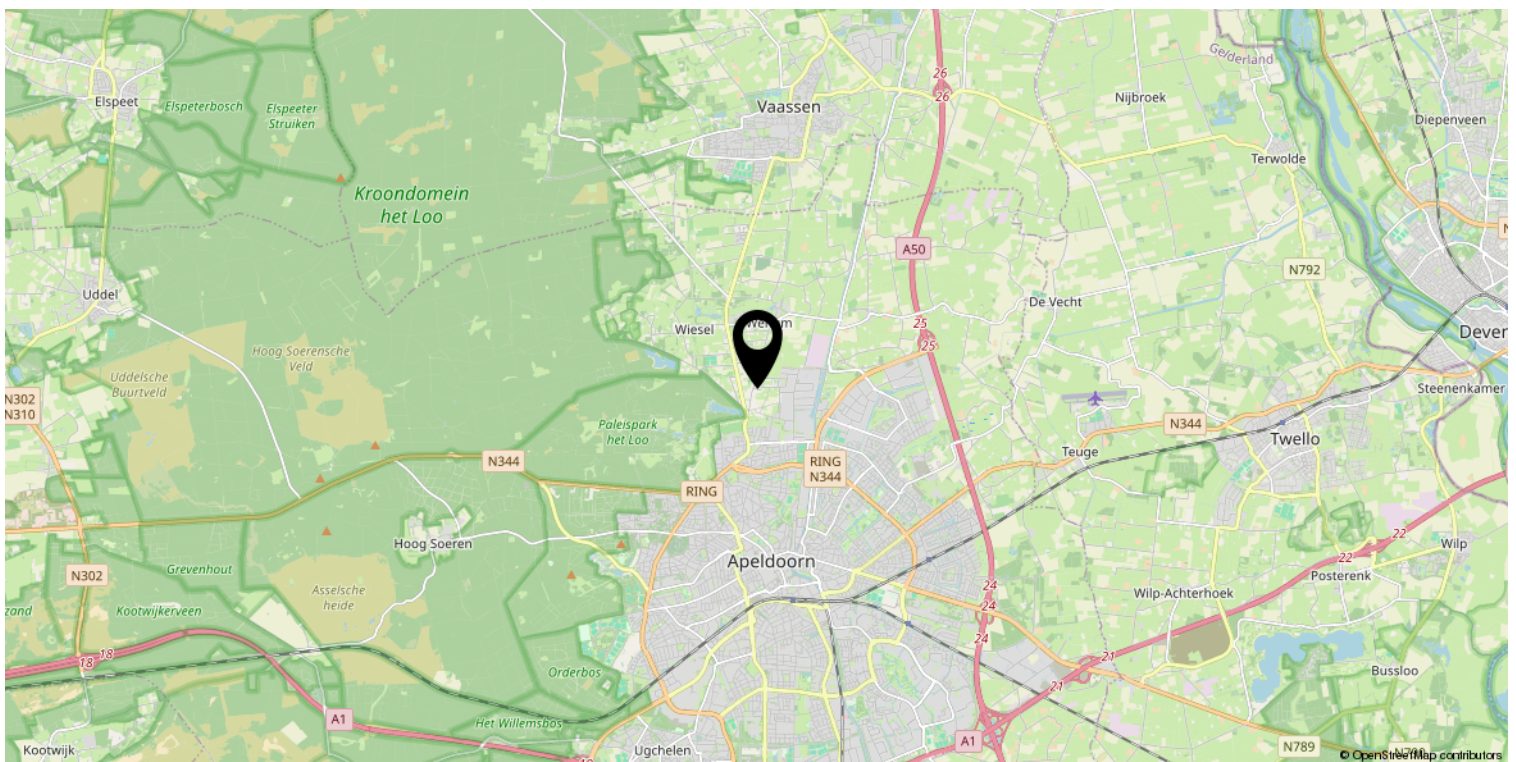 Gelderland
26
26
Elspeet
Elspeterbosch
Elspeeter
Struiken
Vaassen
Nijbroek
Diepenveen
Terwolde
Kroondomein
het Loo
A50
N792
Uddel
De Vecht
Wiesel
25
25
Deven
Hoog Soerensche
Veld
Uddelsche
Buurtveld
Steenenkamer
N302
N310
Paleispark
het Loo
N344
Twello
Teuge
N344
RING
N344
RING
Hoog Soeren
Wilp
22
22
Posterenk
Apeldoorn
Grevenhout
N302
Asselsche
heide
24
24
24
Wilp-Achterhoek
Kootwijkerveen
18
18
21
21
Orderbos
Bussloo
A1
Het Willemsbos
Kootwijk
Ugchelen
A1
N789
© OpenStreetMap contributors